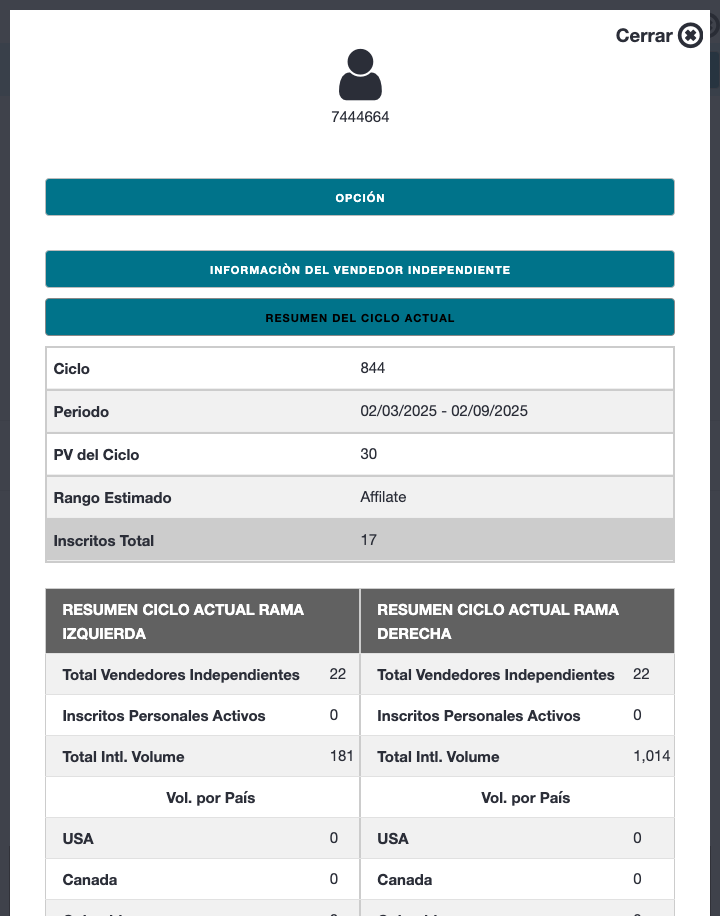 Cerrar
7444664
OPCIÓN
INFORMACIÒN DEL VENDEDOR INDEPENDIENTE
RESUMEN DEL CICLO ACTUAL
Ciclo 844
Periodo 02/03/2025 - 02/09/2025
PV del Ciclo 30
Rango Estimado Affilate
Inscritos Total 17
RESUMEN CICLO ACTUAL RAMA IZQUIERDA
RESUMEN CICLO ACTUAL RAMA DERECHA
Total Vendedores Independientes 22 Total Vendedores Independientes 22
Inscritos Personales Activos 0 Inscritos Personales Activos 0
Total Intl. Volume 181 Total Intl. Volume 1,014
Vol. por País Vol. por País
USA 0 USA 0
Canada 0 Canada 0